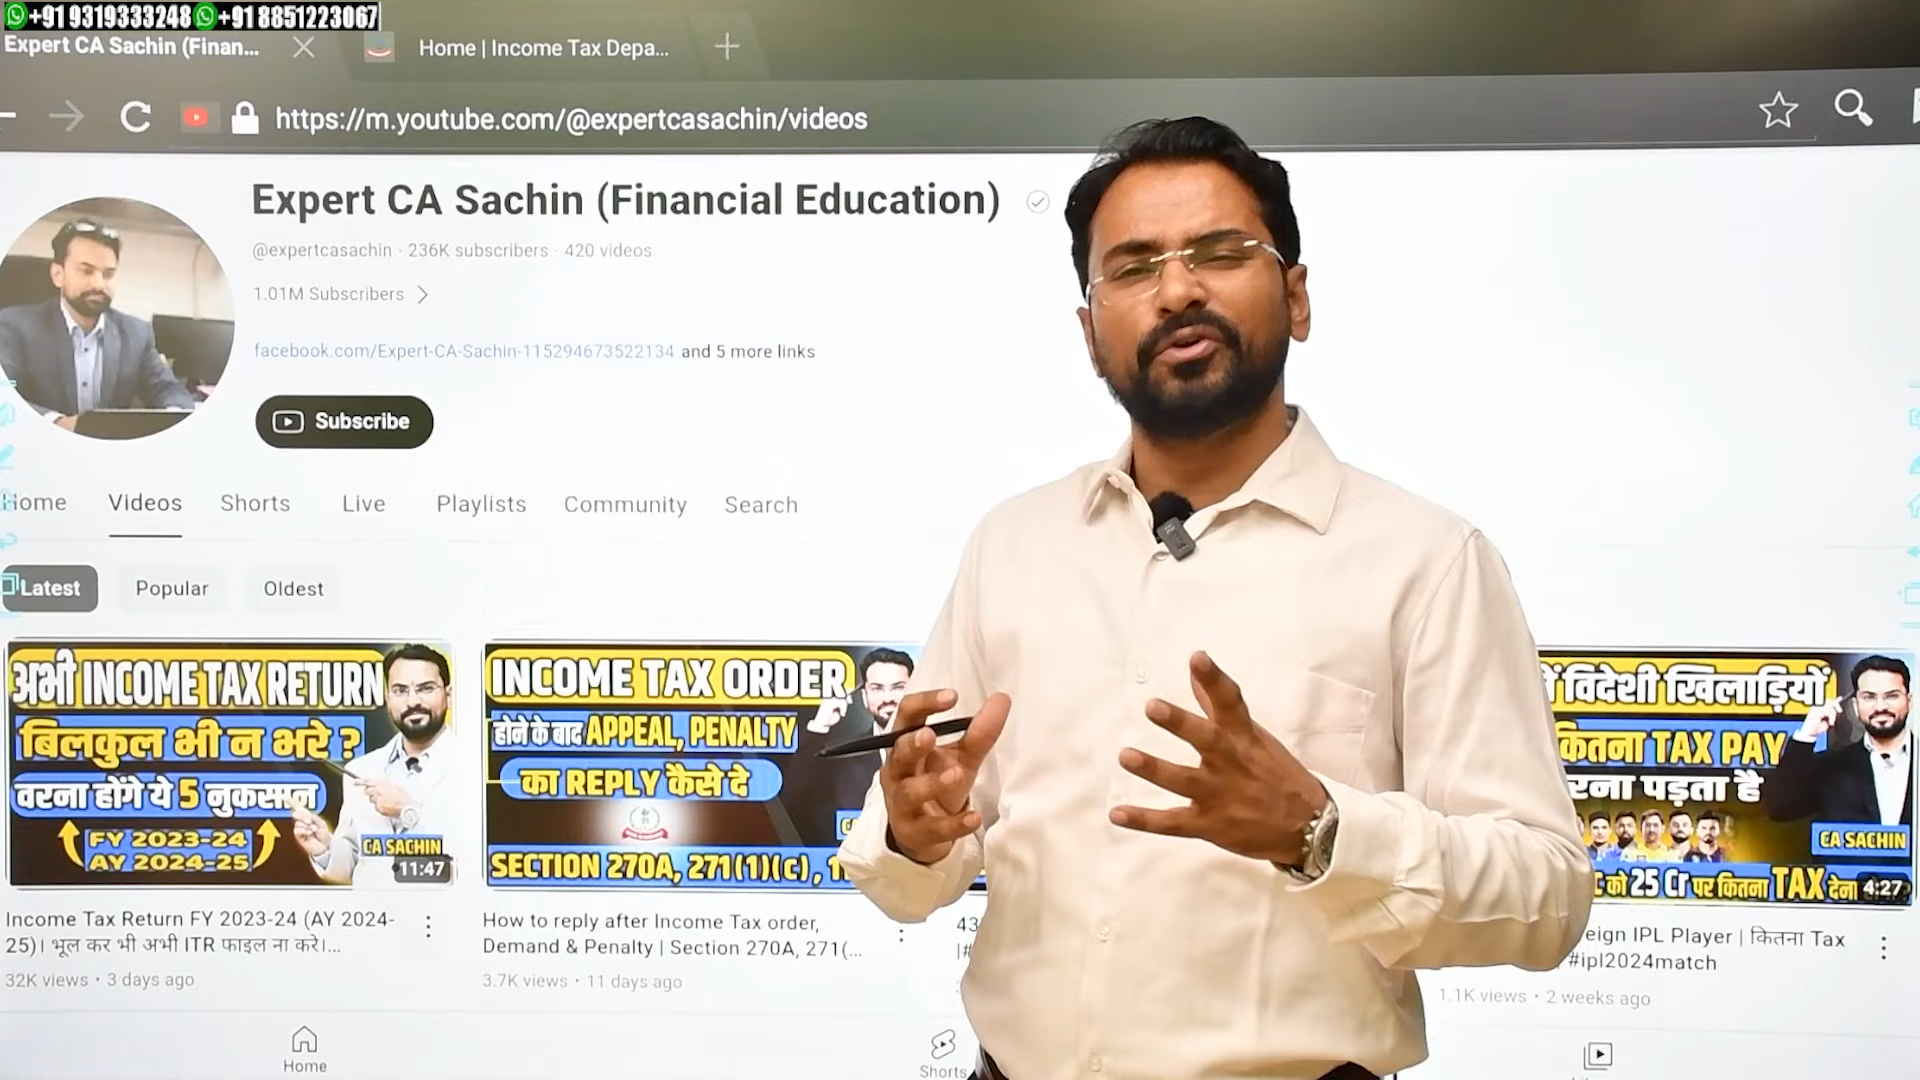 +91 9319333248 +91 8851223067
Expert CA Sachin (Finan...
Home | Income Tax Depa...
https://m.youtube.com/@expertcasachin/videos
Expert CA Sachin (Financial Education)
@expertcasachin · 236K subscribers · 420 videos
1.01M Subscribers
facebook.com/Expert-CA-Sachin-115294673522134 and 5 more links
Subscribe
Home Videos Shorts Live Playlists Community Search
Latest Popular Oldest
अभी INCOME TAX RETURN
बिलकुल भी न भरे ?
वरना होंगे ये 5 नुकसान
FY 2023-24
AY 2024-25
CA SACHIN
11:47
Income Tax Return FY 2023-24 (AY 2024-
25)। भूल कर भी अभी ITR फाइल ना करे।...
32K views • 3 days ago
INCOME TAX ORDER
होने के बाद APPEAL, PENALTY
का REPLY कैसे दे
SECTION 270A, 271(1)(c), 1
How to reply after Income Tax order,
Demand & Penalty | Section 270A, 271(...
3.7K views • 11 days ago
43
|#
विदेशी खिलाड़ियों
कितना TAX PAY
रना पड़ता है
CA SACHIN
को 25 Cr पर कितना TAX देना
4:27
eign IPL Player | कितना Tax
#ipl2024match
1.1K views • 2 weeks ago
Home
Shorts